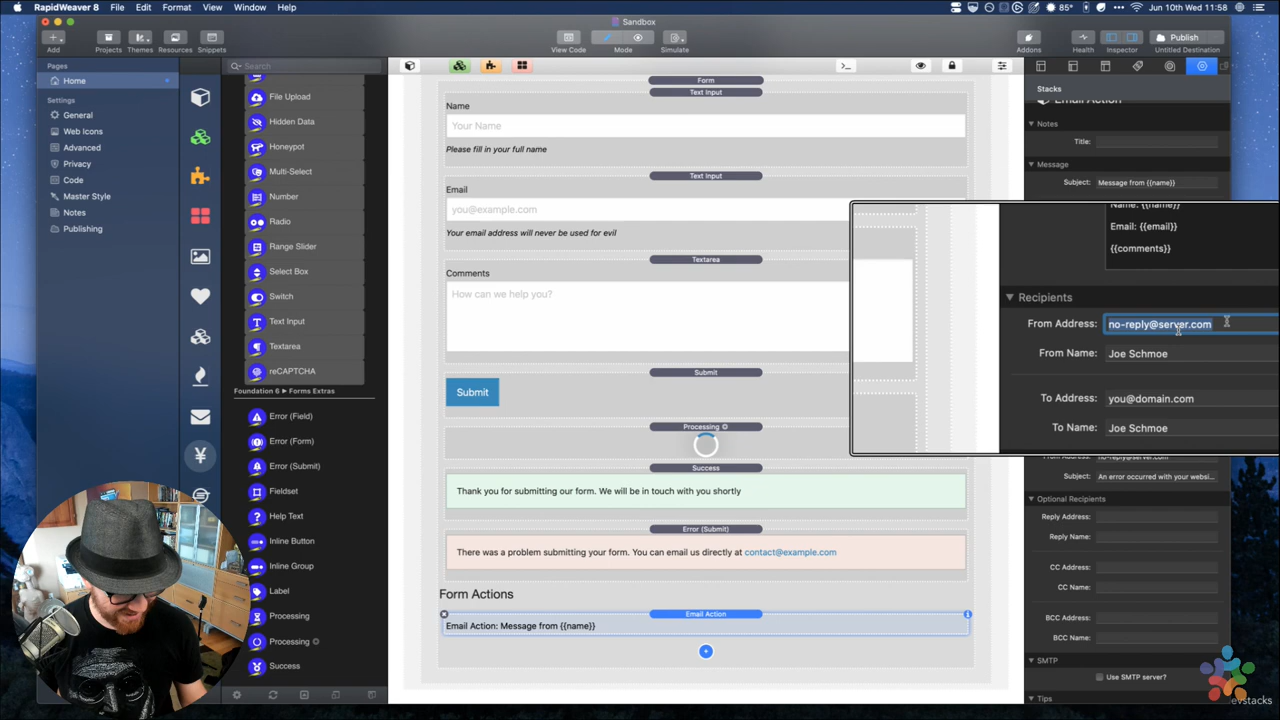 RapidWeaver 8 File Edit Format View Window Help
85° Jun 10th Wed 11:58
Sandbox
Add Projects Themes Resources Snippets View Code Mode Simulate Addons Health Inspector Publish Untitled Destination
Pages
Home
Settings
General
Web Icons
Advanced
Privacy
Code
Master Style
Notes
Publishing
Search
File Upload
Hidden Data
Honeypot
Multi-Select
Number
Radio
Range Slider
Select Box
Switch
Text Input
Textarea
reCAPTCHA
Foundation 6 ▸ Forms Extras
Error (Field)
Error (Form)
Error (Submit)
Fieldset
Help Text
Inline Button
Inline Group
Label
Processing
Processing
Success
Form
Text Input
Name
Your Name
Please fill in your full name
Text Input
Email
you@example.com
Your email address will never be used for evil
Textarea
Comments
How can we help you?
Submit
Submit
Processing
Success
Thank you for submitting our form. We will be in touch with you shortly
Error (Submit)
There was a problem submitting your form. You can email us directly at contact@example.com
Form Actions
Email Action
Email Action: Message from {{name}}
Stacks
Email Action
Notes
Title:
Message
Subject: Message from {{name}}
Name: {{name}}
Email: {{email}}
{{comments}}
Recipients
From Address: no-reply@server.com
From Name: Joe Schmoe
To Address: you@domain.com
To Name: Joe Schmoe
From Address: no-reply@server.com
Subject: An error occurred with your websi...
Optional Recipients
Reply Address:
Reply Name:
CC Address:
CC Name:
BCC Address:
BCC Name:
SMTP
Use SMTP server?
Tips
evstacks